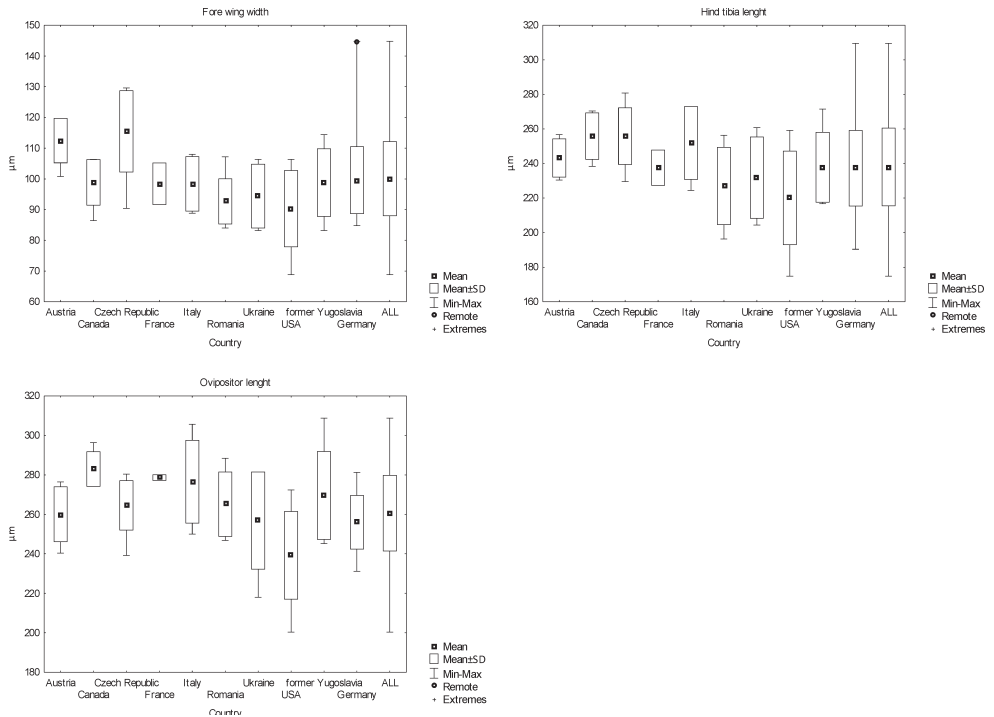 Fore wing width
150
140
130
120
110
100
90
80
70
60
µm
Austria Czech Republic Italy Ukraine former Yugoslavia ALL
Canada France Romania USA Germany
Country
Mean
Mean±SD
Min-Max
Remote
Extremes
Hind tibia lenght
320
300
280
260
240
220
200
180
160
µm
Austria Czech Republic Italy Ukraine former Yugoslavia ALL
Canada France Romania USA Germany
Country
Mean
Mean±SD
Min-Max
Remote
Extremes
Ovipositor lenght
320
300
280
260
240
220
200
180
µm
Austria Czech Republic Italy Ukraine former Yugoslavia ALL
Canada France Romania USA Germany
Country
Mean
Mean±SD
Min-Max
Remote
Extremes